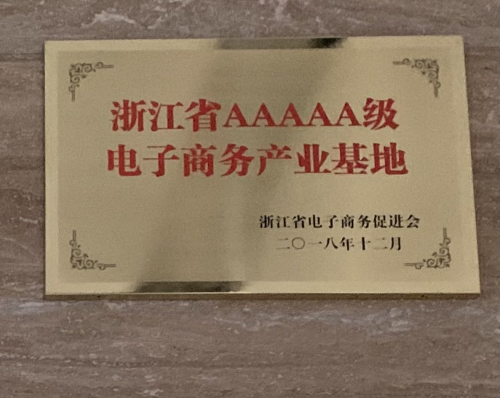 浙江省AAAAA级
电子商务产业基地
浙江省电子商务促进会
二〇一八年十二月